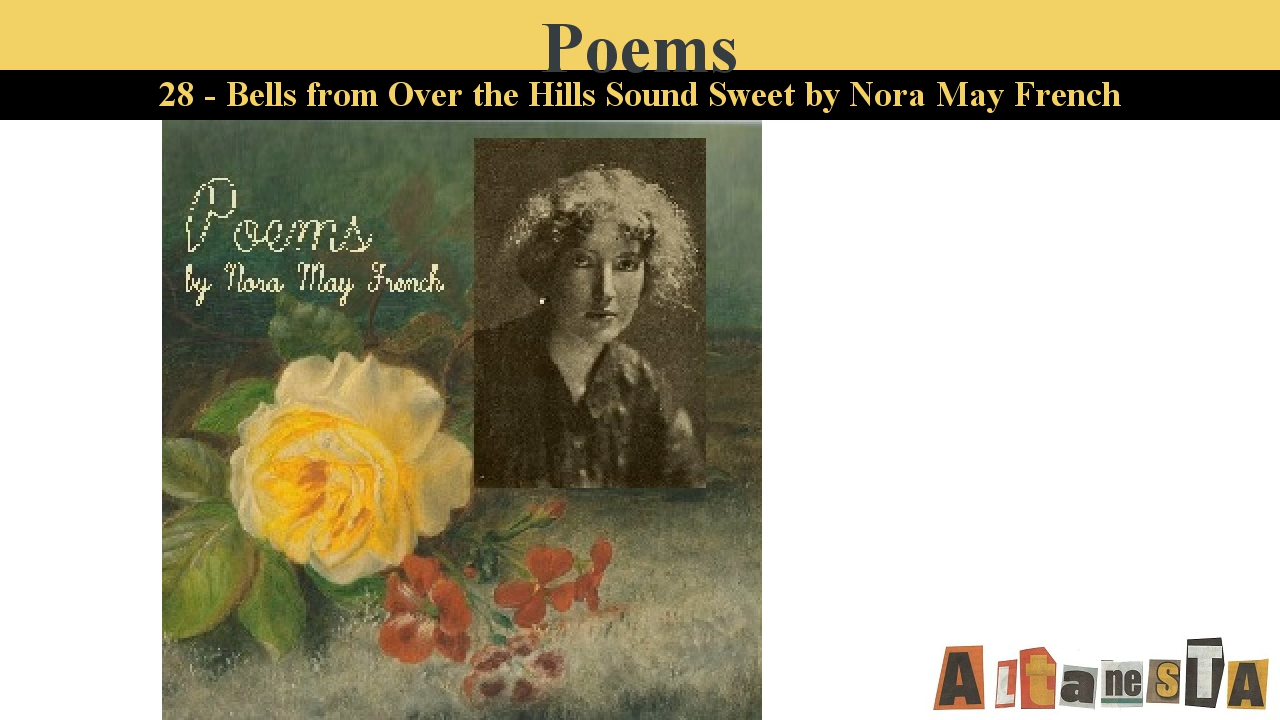 Poems
28 - Bells from Over the Hills Sound Sweet by Nora May French
Poems
by Nora May French
AltanesTA